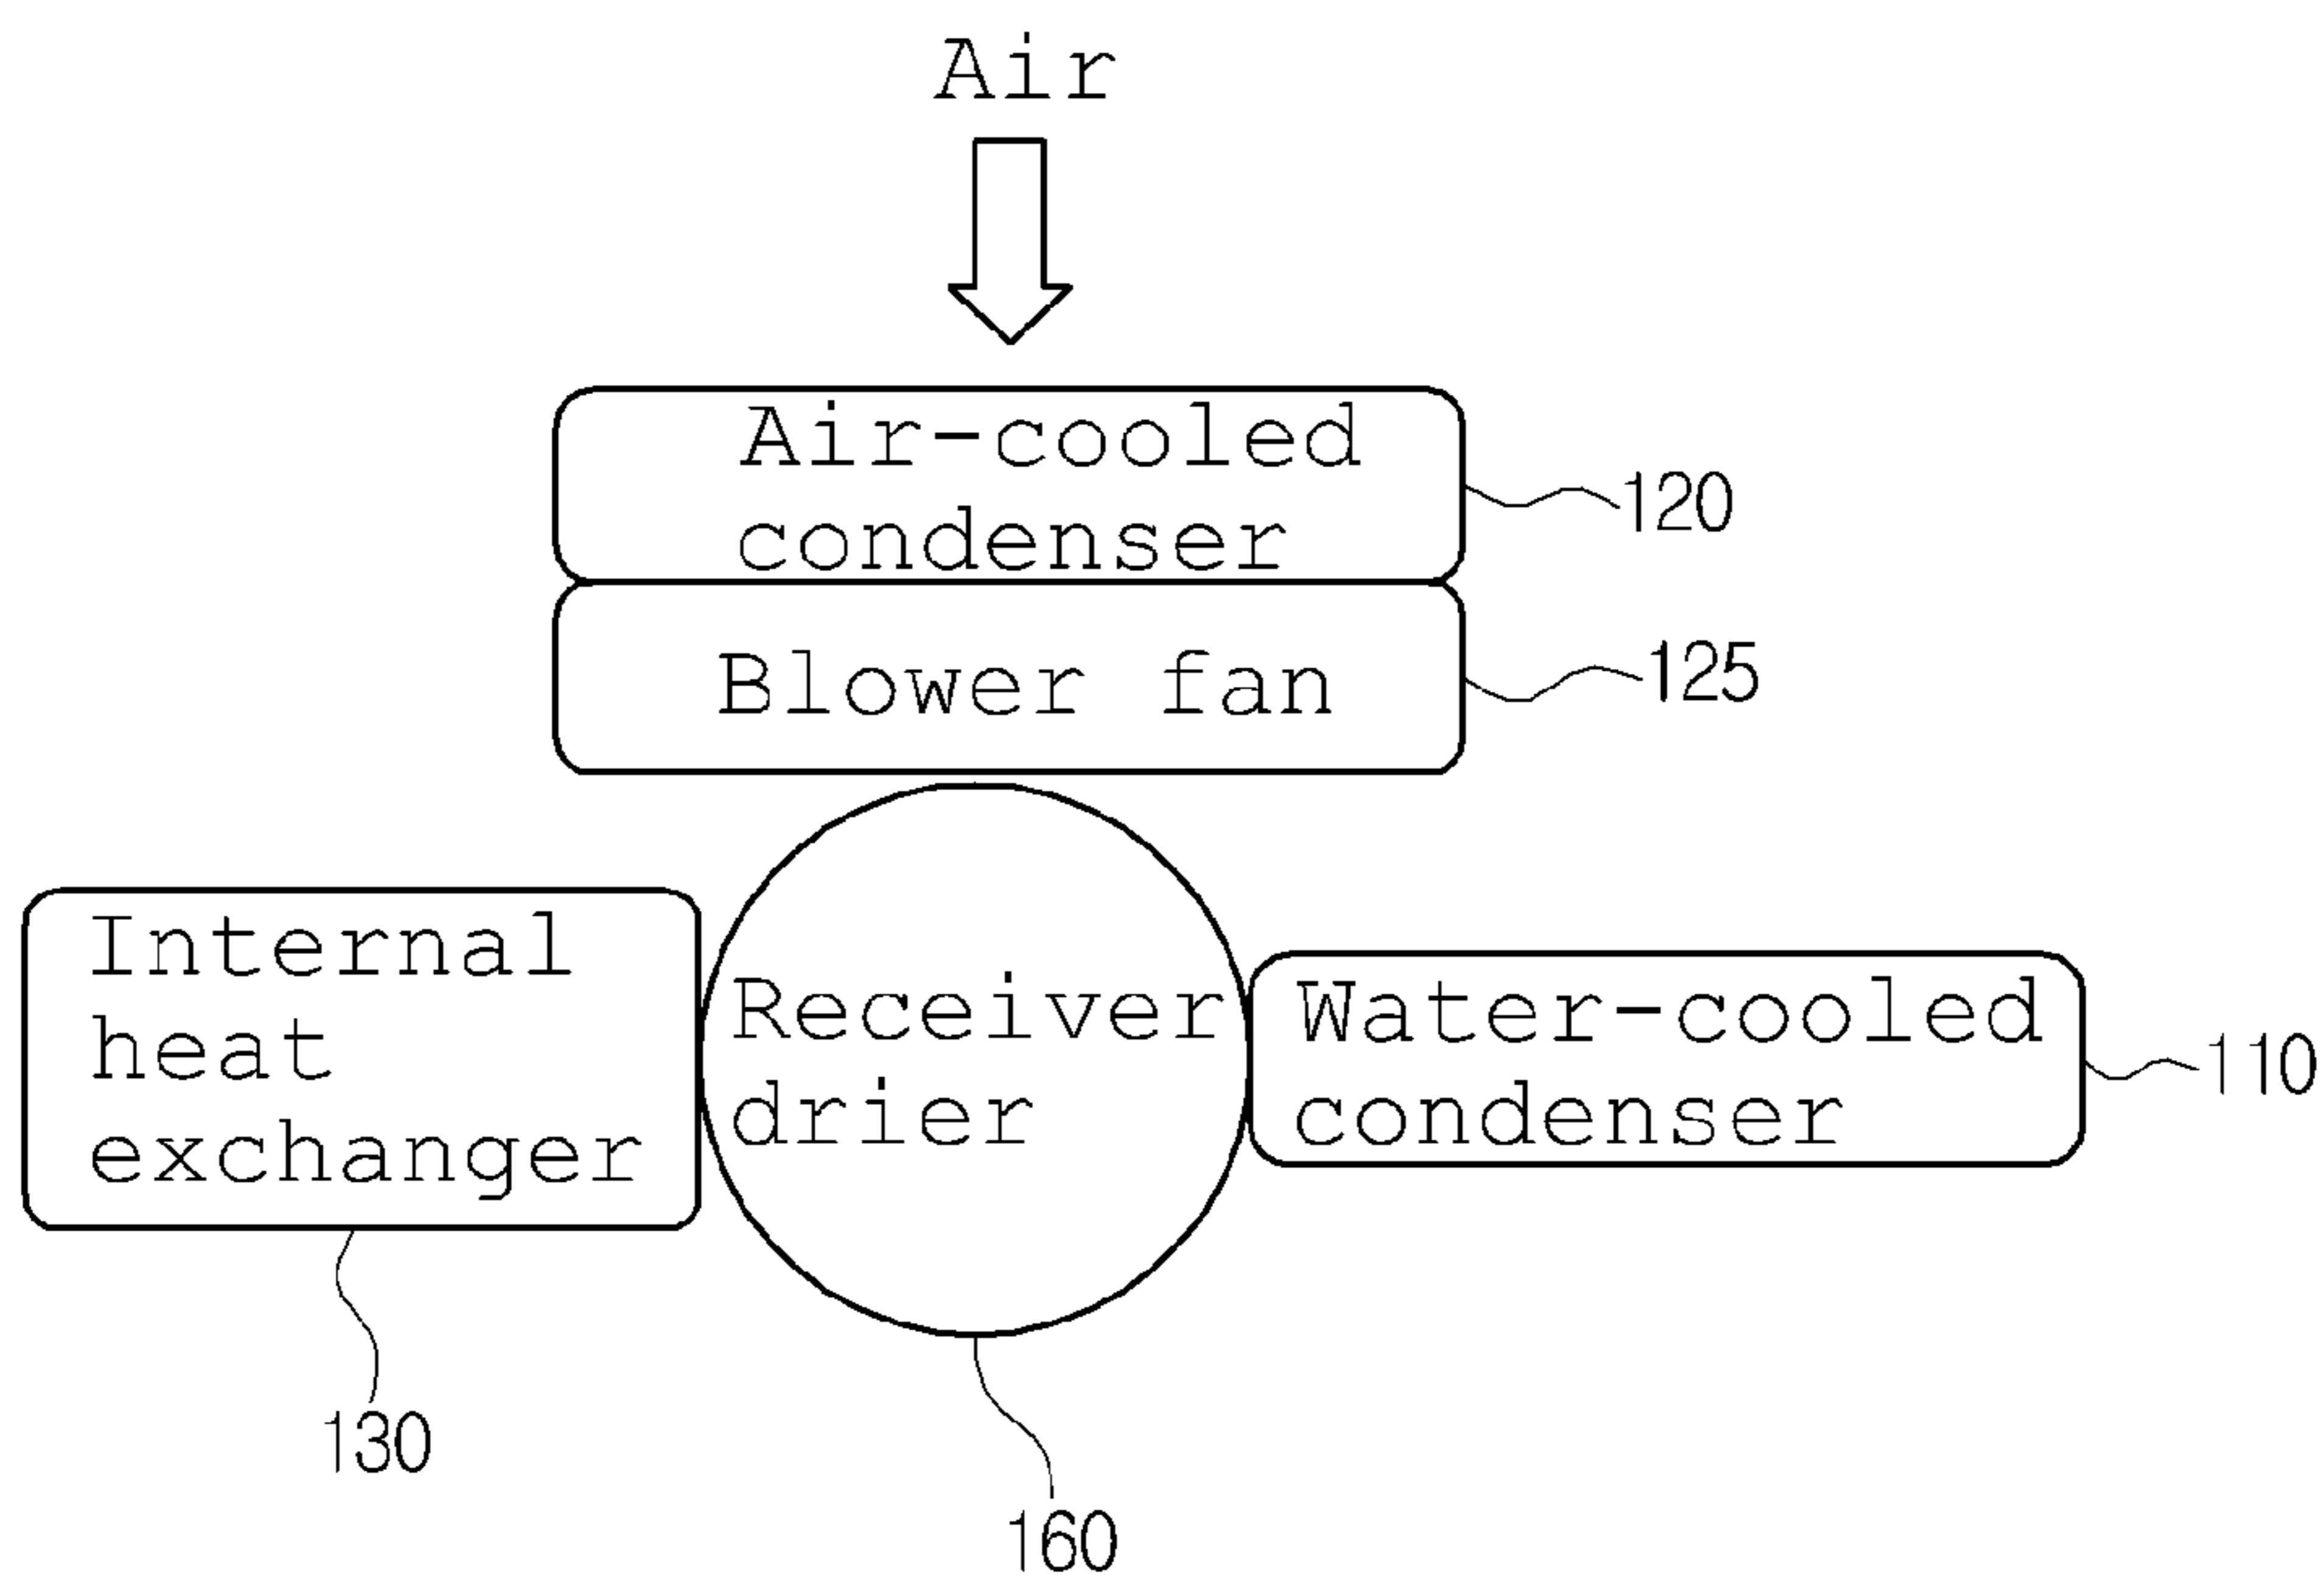 Air
Air-cooled
condenser
120
Blower fan
125
Internal
heat
exchanger
Receiver
drier
Water-cooled
condenser
110
130
160